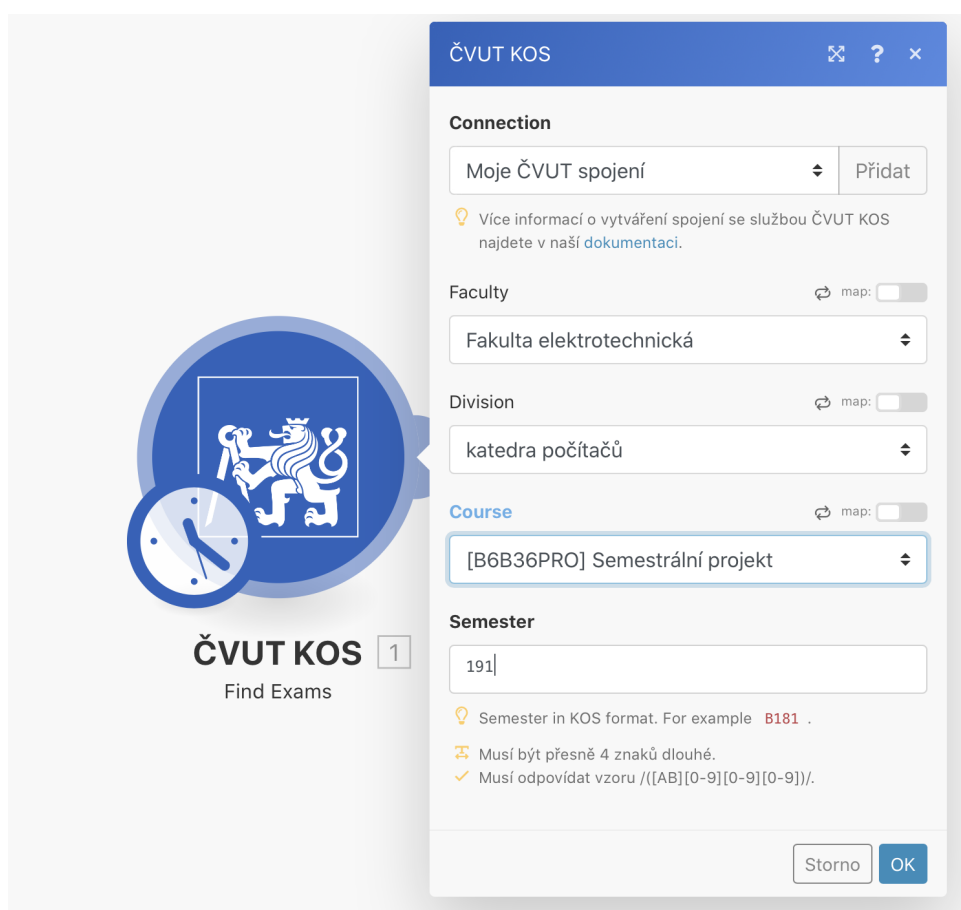 ČVUT KOS
Connection
Moje ČVUT spojení
Přidat
Více informací o vytváření spojení se službou ČVUT KOS
najdete v naší dokumentaci.
Faculty
map:
Fakulta elektrotechnická
Division
map:
katedra počítačů
Course
map:
[B6B36PRO] Semestrální projekt
Semester
191
Semester in KOS format. For example B181 .
Musí být přesně 4 znaků dlouhé.
Musí odpovídat vzoru /([AB][0-9][0-9][0-9])/.
Storno
OK
ČVUT KOS 1
Find Exams